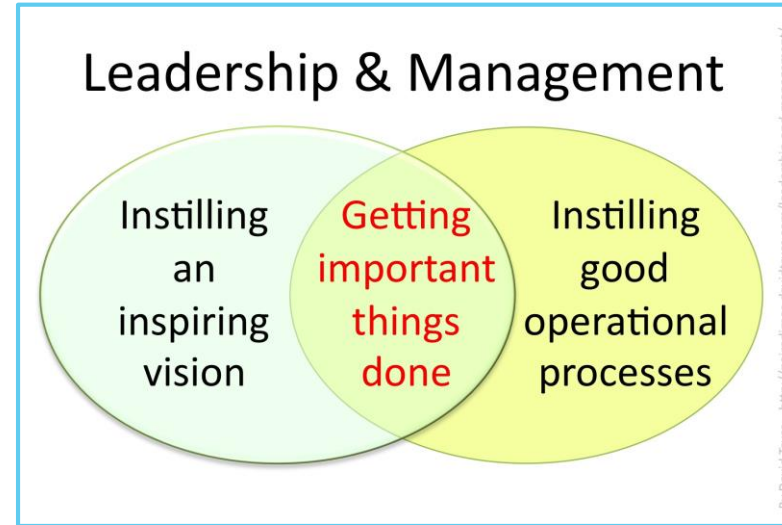 Leadership & Management
Instilling
an
inspiring
vision
Getting
important
things
done
Instilling
good
operational
processes